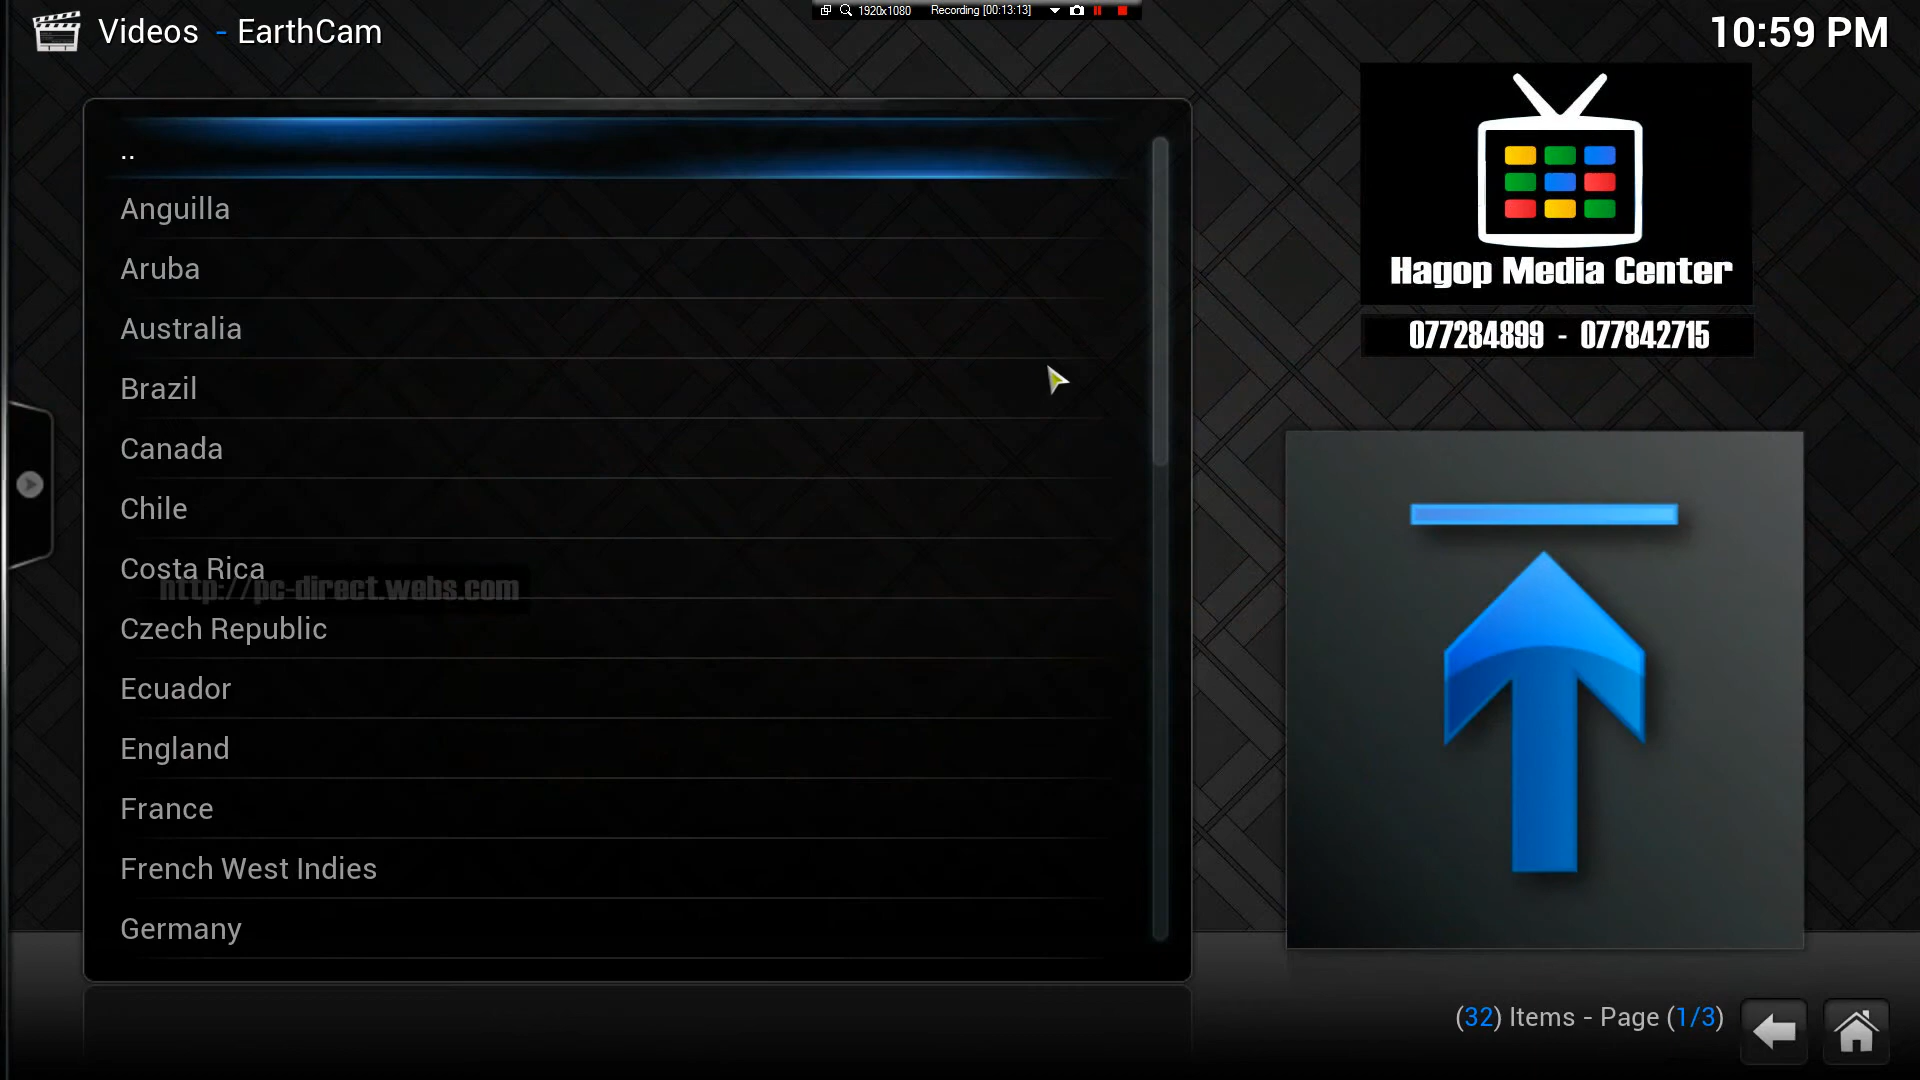 1920x1080 Recording [00:13:13]
Videos - EarthCam
10:59 PM
..
Anguilla
Aruba
Australia
Brazil
Canada
Chile
Costa Rica
http://pc-direct.webs.com
Czech Republic
Ecuador
England
France
French West Indies
Germany
Hagop Media Center
077284899 - 077842715
(32) Items - Page (1/3)